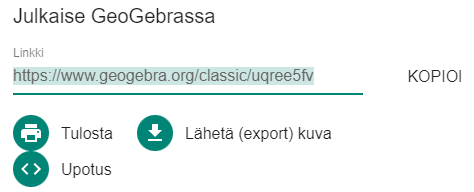 Julkaise GeoGebrassa
Linkki
https://www.geogebra.org/classic/uqree5fv
KOPIOI
Tulosta
Lähetä (export) kuva
Upotus